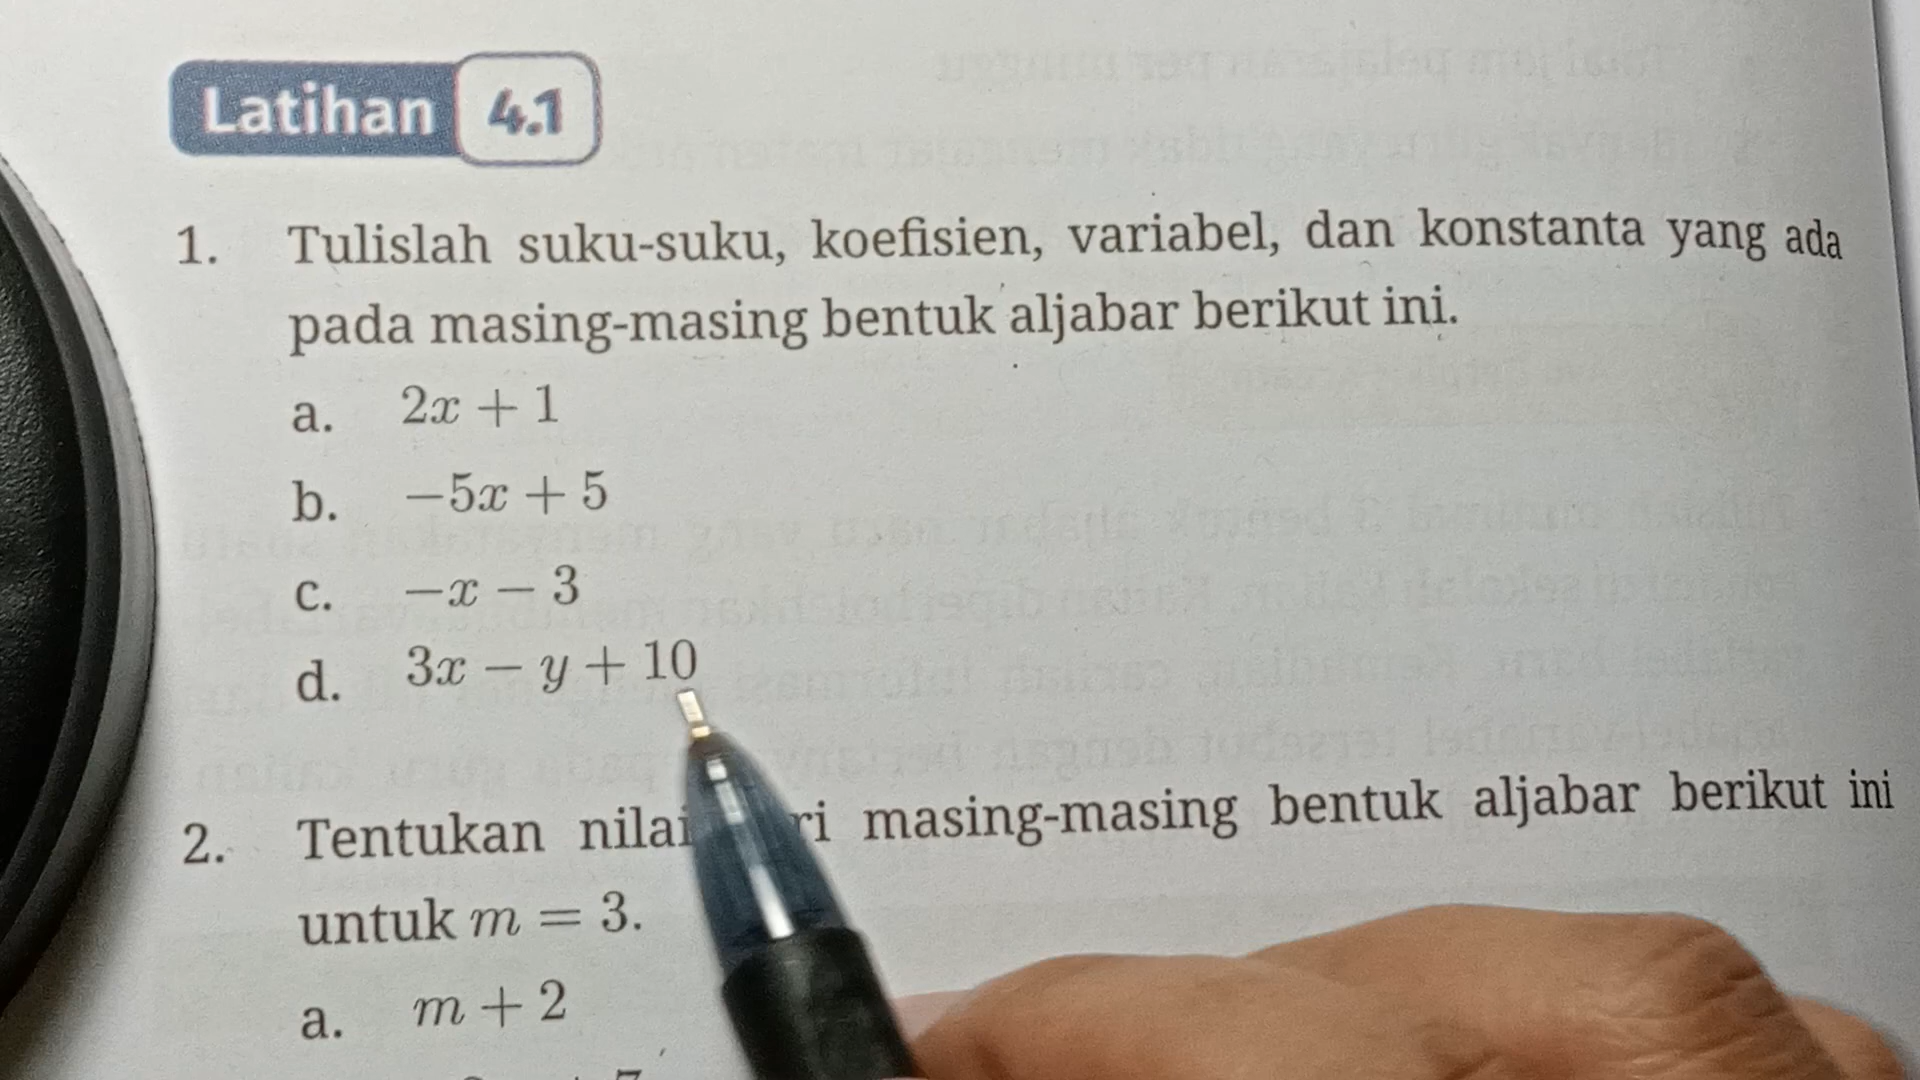 Latihan 4.1
1. Tulislah suku-suku, koefisien, variabel, dan konstanta yang ada
pada masing-masing bentuk aljabar berikut ini.
a. 2x + 1
b. −5x + 5
c. −x − 3
d. 3x − y + 10
2. Tentukan nilai masing-masing bentuk aljabar berikut ini
untuk m = 3.
a. m + 2